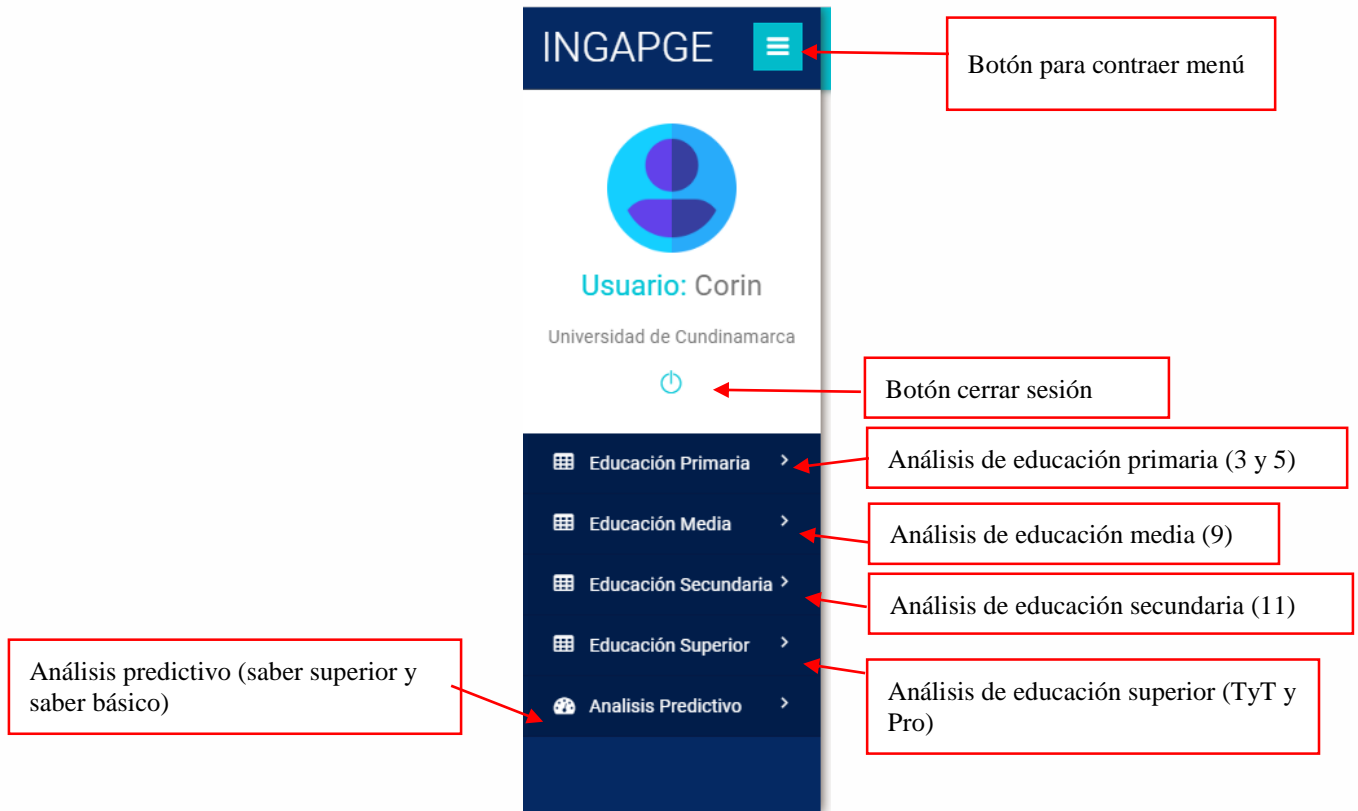 INGAPGE
Botón para contraer menú
Usuario: Corin
Universidad de Cundinamarca
Botón cerrar sesión
Educación Primaria
Análisis de educación primaria (3 y 5)
Educación Media
Análisis de educación media (9)
Educación Secundaria
Análisis de educación secundaria (11)
Educación Superior
Análisis de educación superior (TyT y
Pro)
Análisis predictivo (saber superior y
saber básico)
Analisis Predictivo